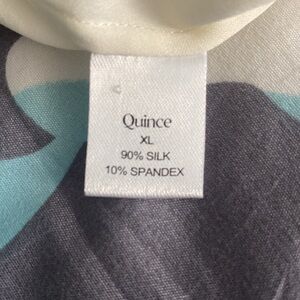 Quince
XL
90% SILK
10% SPANDEX